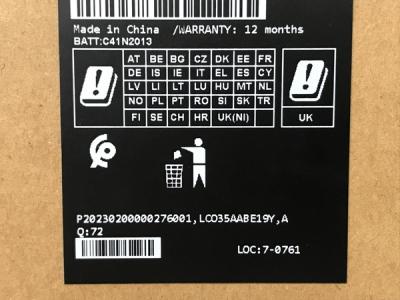 Made in China /WARRANTY: 12 months
BATT:C41N2013
AT BE BG CZ DK EE FR
DE IS IE IT EL ES CY
LV LI LT LU HU MT NL
NO PL PT RO SI SK TR
FI SE CH HR UK(NI)
UK
P20230200000276001,LCO35AABE19Y,A
Q:72
LOC:7-0761